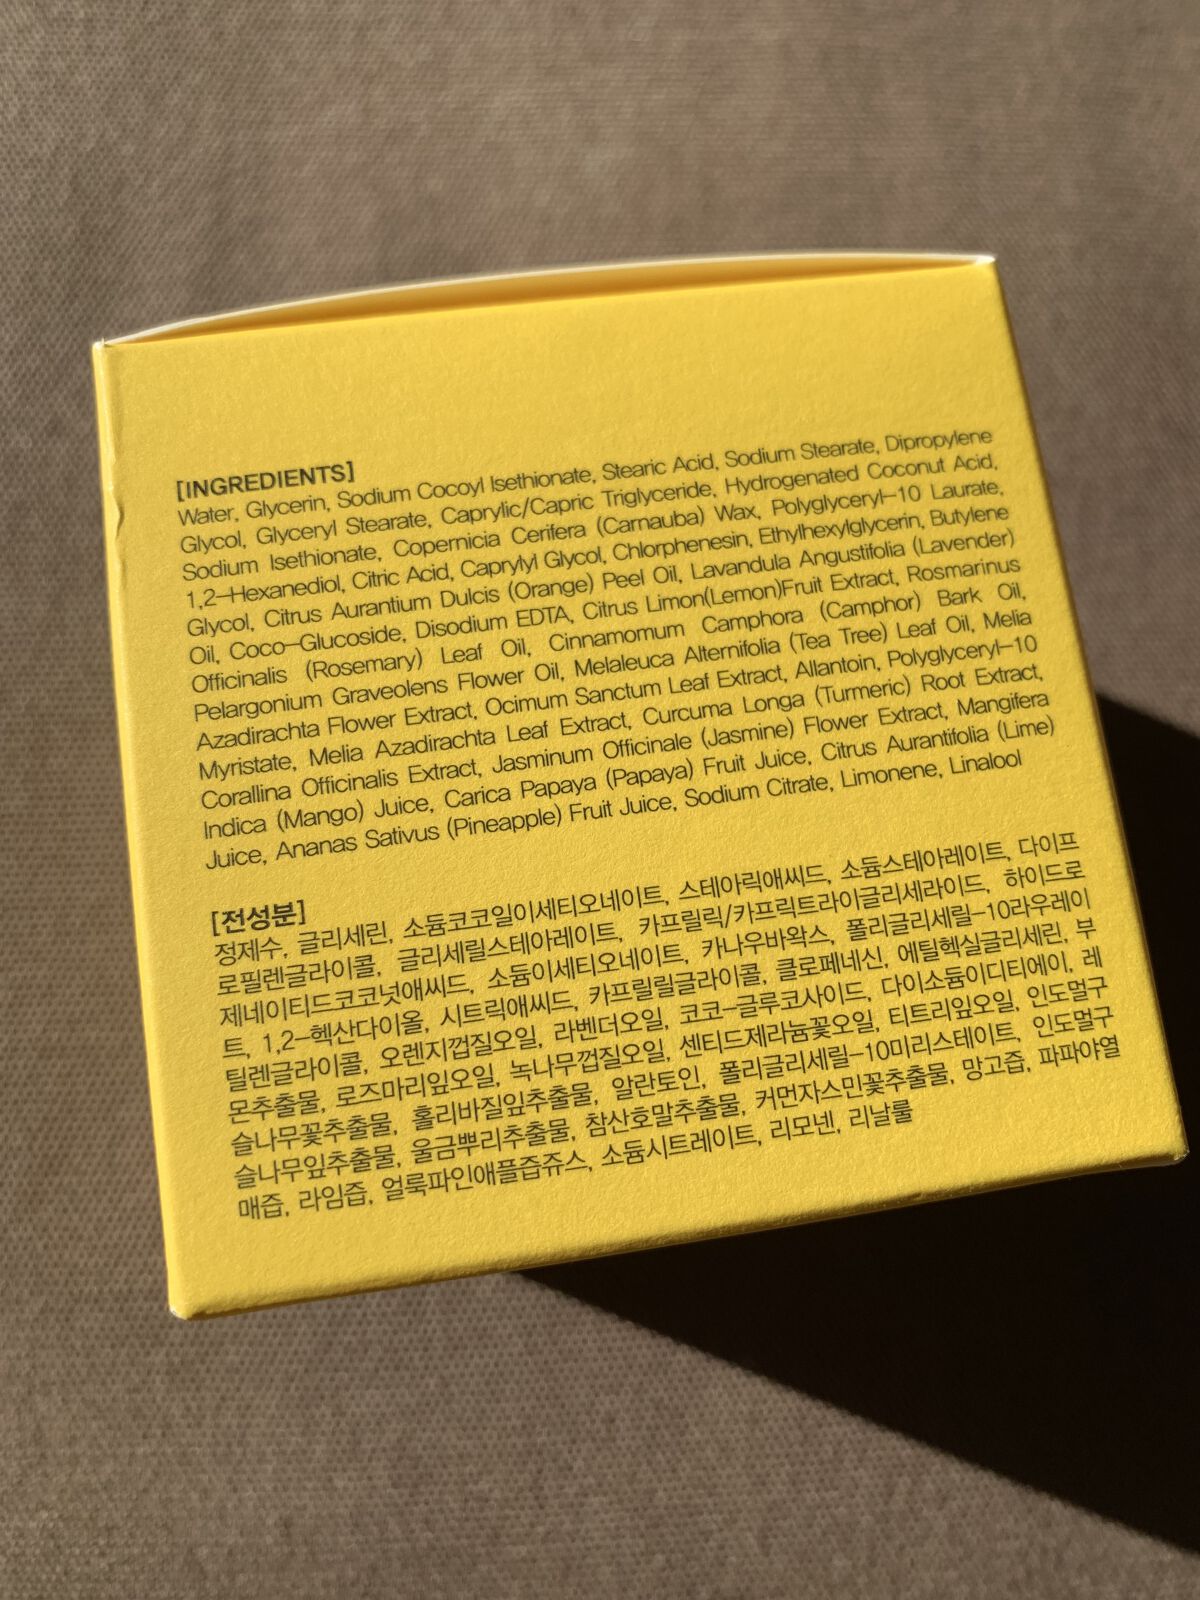 [INGREDIENTS]
Water, Glycerin, Sodium Cocoyl Isethionate, Stearic Acid, Sodium Stearate, Dipropylene
Glycol, Glyceryl Stearate, Caprylic/Capric Triglyceride, Hydrogenated Coconut Acid,
Sodium Isethionate, Copernicia Cerifera (Carnauba) Wax, Polyglyceryl-10 Laurate,
1,2-Hexanediol, Citric Acid, Caprylyl Glycol, Chlorphenesin, Ethylhexylglycerin, Butylene
Glycol, Citrus Aurantium Dulcis (Orange) Peel Oil, Lavandula Angustifolia (Lavender)
Oil, Coco-Glucoside, Disodium EDTA, Citrus Limon(Lemon)Fruit Extract, Rosmarinus
Officinalis (Rosemary) Leaf Oil, Cinnamomum Camphora (Camphor) Bark Oil,
Pelargonium Graveolens Flower Oil, Melaleuca Alternifolia (Tea Tree) Leaf Oil, Melia
Azadirachta Flower Extract, Ocimum Sanctum Leaf Extract, Allantoin, Polyglyceryl-10
Myristate, Melia Azadirachta Leaf Extract, Curcuma Longa (Turmeric) Root Extract,
Corallina Officinalis Extract, Jasminum Officinale (Jasmine) Flower Extract, Mangifera
Indica (Mango) Juice, Carica Papaya (Papaya) Fruit Juice, Citrus Aurantifolia (Lime)
Juice, Ananas Sativus (Pineapple) Fruit Juice, Sodium Citrate, Limonene, Linalool
[전성분]
정제수, 글리세린, 소듐코코일이세티오네이트, 스테아릭애씨드, 소듐스테아레이트, 다이프
로필렌글라이콜, 글리세릴스테아레이트, 카프릴릭/카프릭트라이글리세라이드, 하이드로
제네이티드코코넛애씨드, 소듐이세티오네이트, 카나우바왁스, 폴리글리세릴-10라우레이
트, 1,2-헥산다이올, 시트릭애씨드, 카프릴릴글라이콜, 클로페네신, 에틸헥실글리세린, 부
틸렌글라이콜, 오렌지껍질오일, 라벤더오일, 코코-글루코사이드, 다이소듐이디티에이, 레
몬추출물, 로즈마리잎오일, 녹나무껍질오일, 센티드제라늄꽃오일, 티트리잎오일, 인도멀구
슬나무꽃추출물, 홀리바질잎추출물, 알란토인, 폴리글리세릴-10미리스테이트, 인도멀구
슬나무잎추출물, 울금뿌리추출물, 참산호말추출물, 커먼자스민꽃추출물, 망고즙, 파파야열
매즙, 라임즙, 얼룩파인애플즙쥬스, 소듐시트레이트, 리모넨, 리날룰